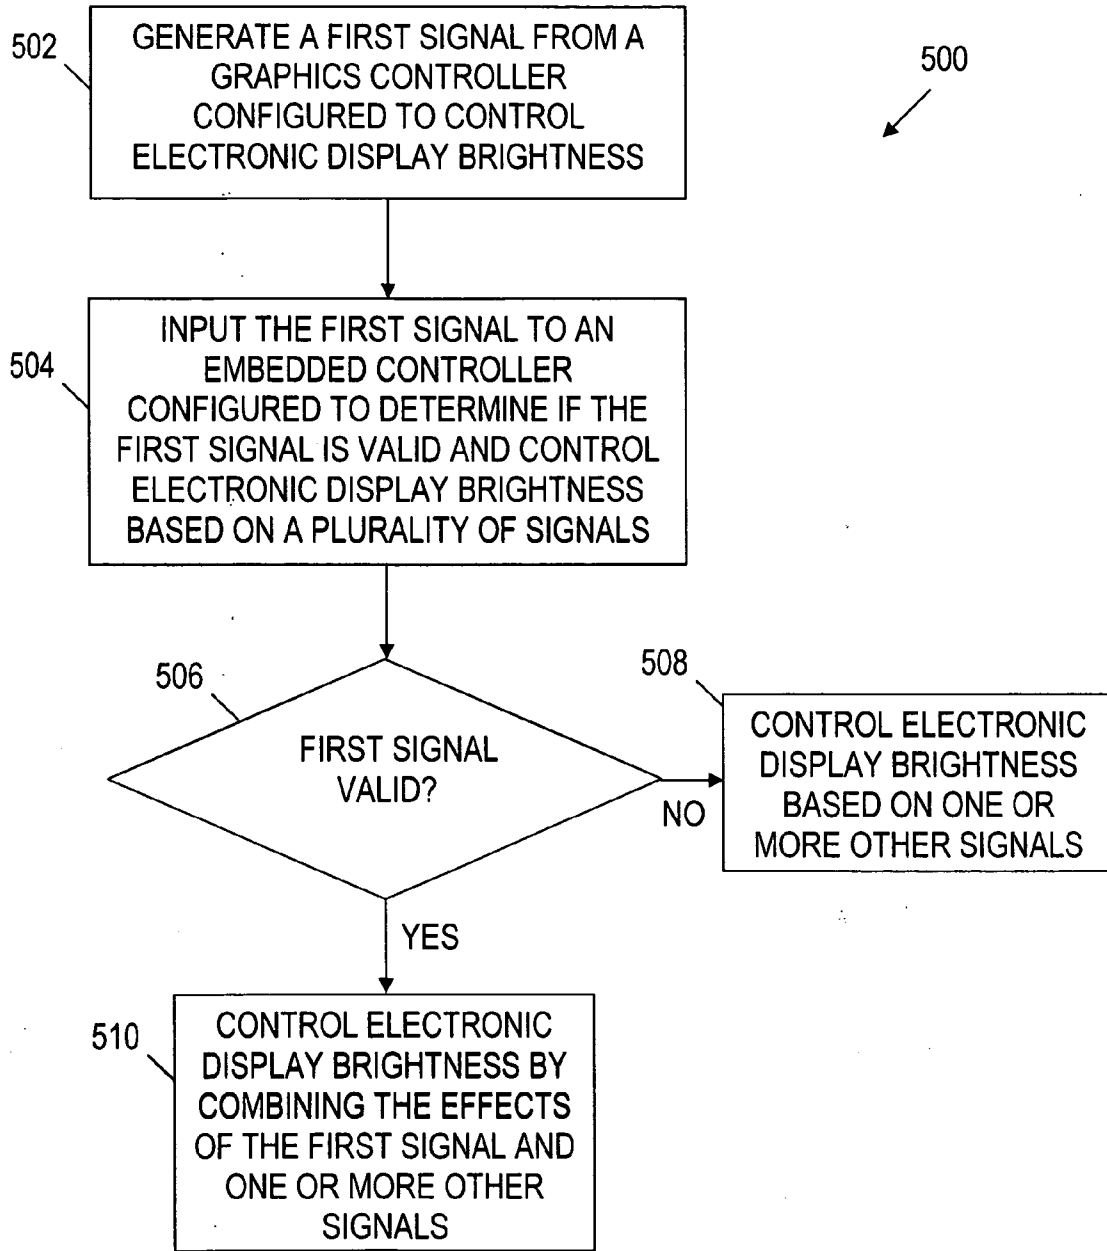 502
GENERATE A FIRST SIGNAL FROM A
GRAPHICS CONTROLLER
CONFIGURED TO CONTROL
ELECTRONIC DISPLAY BRIGHTNESS
500
504
INPUT THE FIRST SIGNAL TO AN
EMBEDDED CONTROLLER
CONFIGURED TO DETERMINE IF THE
FIRST SIGNAL IS VALID AND CONTROL
ELECTRONIC DISPLAY BRIGHTNESS
BASED ON A PLURALITY OF SIGNALS
506
FIRST SIGNAL
VALID?
NO
508
CONTROL ELECTRONIC
DISPLAY BRIGHTNESS
BASED ON ONE OR
MORE OTHER SIGNALS
YES
510
CONTROL ELECTRONIC
DISPLAY BRIGHTNESS BY
COMBINING THE EFFECTS
OF THE FIRST SIGNAL AND
ONE OR MORE OTHER
SIGNALS